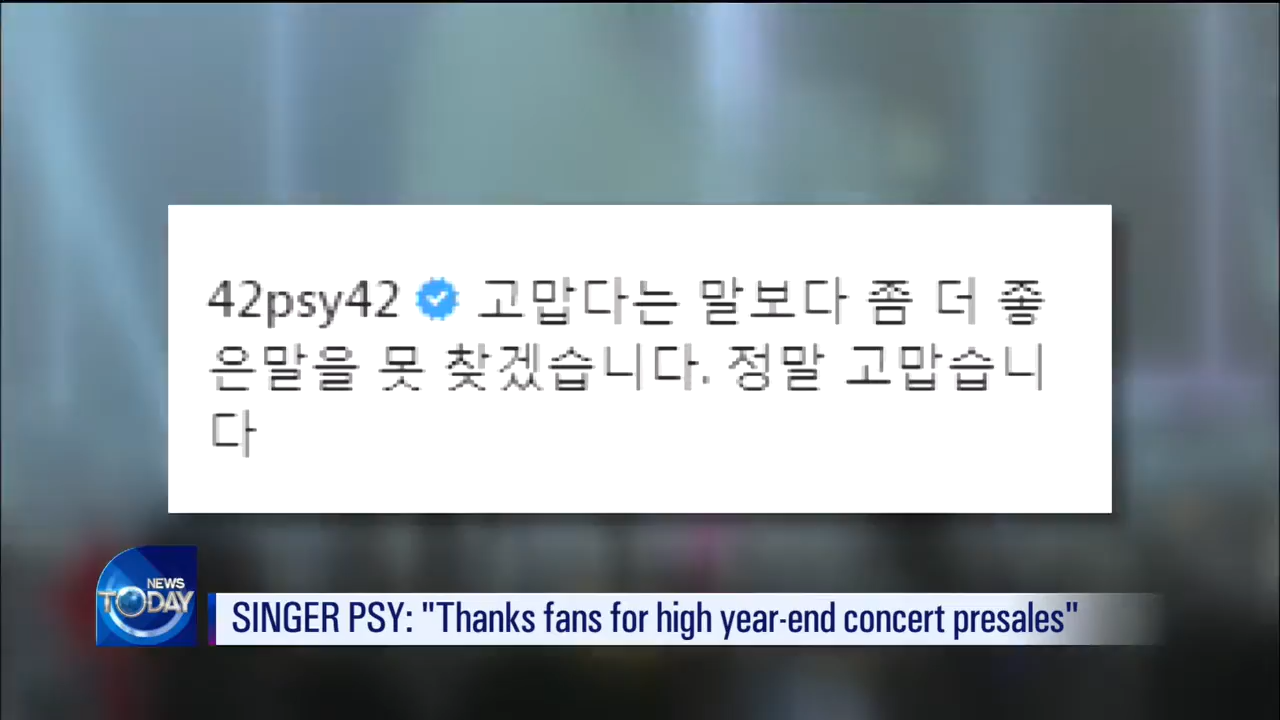 42psy42 고맙다는 말보다 좀 더 좋
은말을 못 찾겠습니다. 정말 고맙습니
다
NEWS
TODAY
SINGER PSY: "Thanks fans for high year-end concert presales"